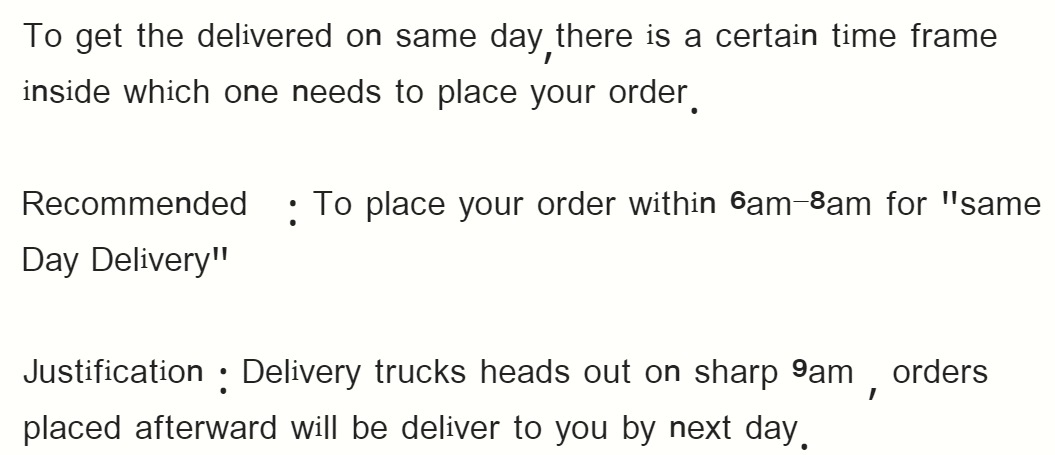 To get the delivered on same day,there is a certain time frame
inside which one needs to place your order.
Recommended : To place your order within 6am-8am for "same
Day Delivery"
Justification : Delivery trucks heads out on sharp 9am , orders
placed afterward will be deliver to you by next day.